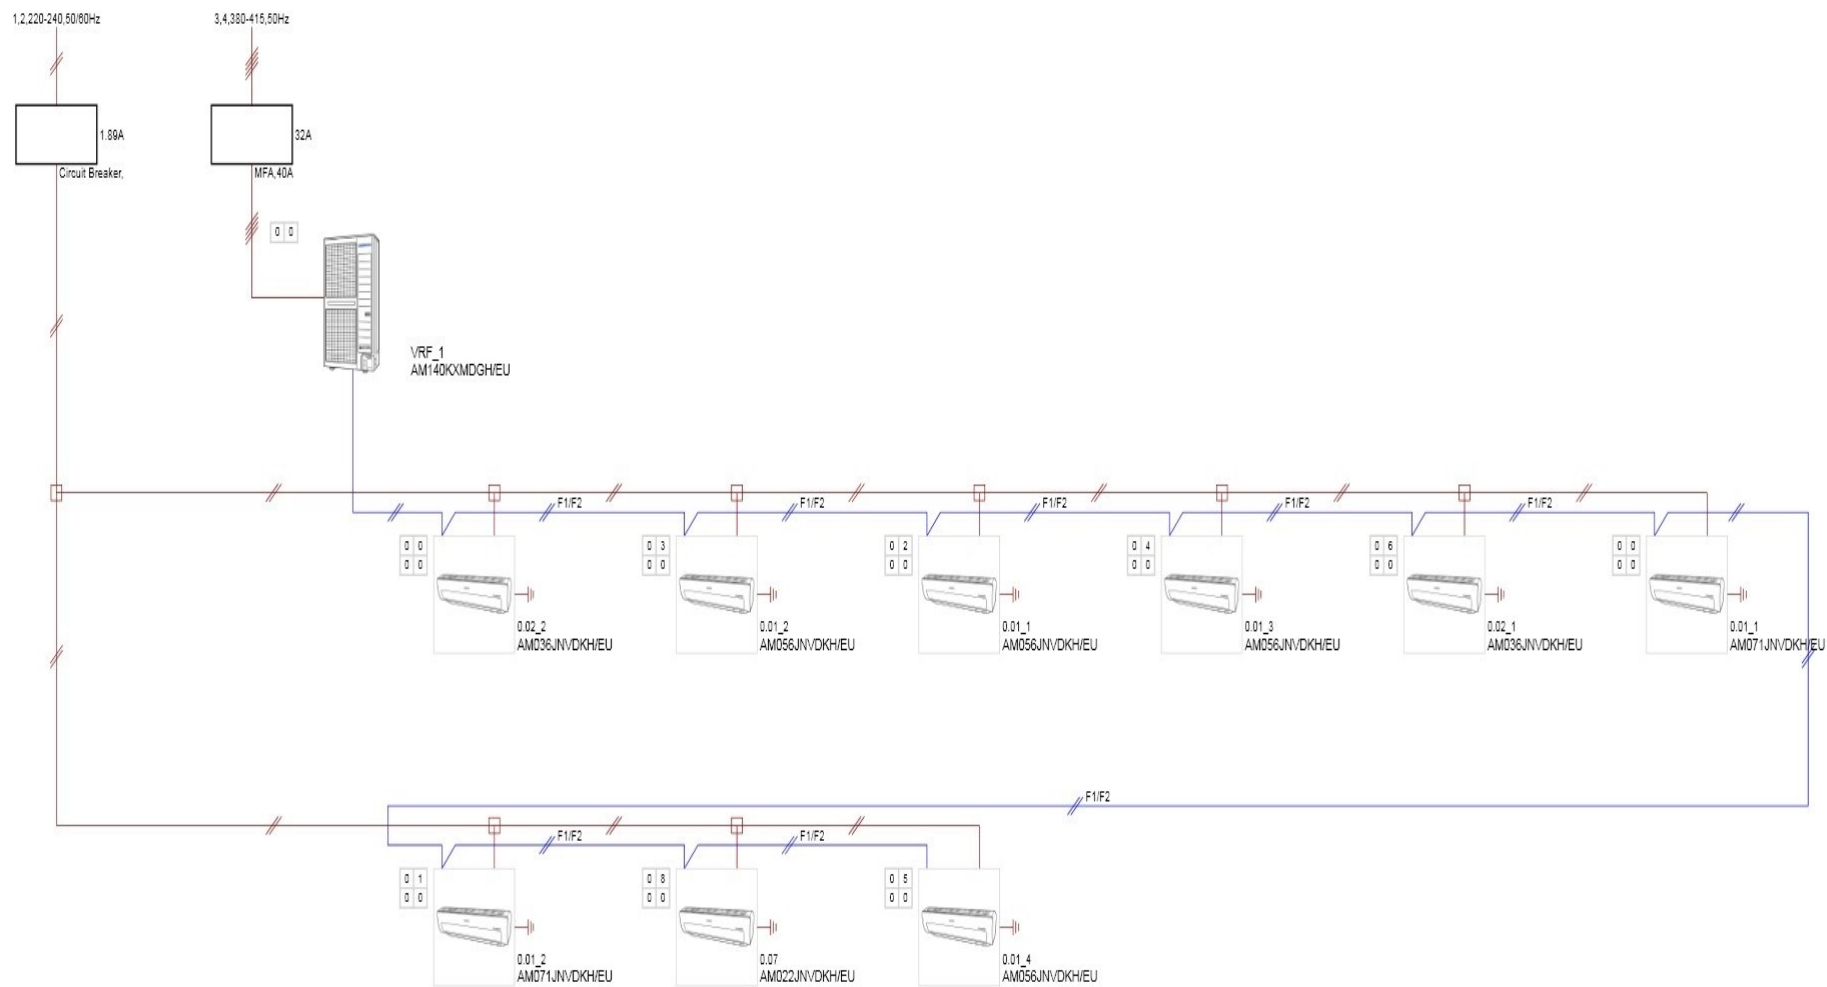 1,2,220-240,50/60Hz
3,4,380-415,50Hz
1.89A
32A
Circuit Breaker,
MFA,40A
0 0
VRF_1
AM140KXMDGH/EU
F1/F2
F1/F2
F1/F2
F1/F2
F1/F2
0 0
0 0
0 3
0 0
0 2
0 0
0 4
0 0
0 6
0 0
0 0
0 0
0.02_2
AM036JNVDKH/EU
0.01_2
AM056JNVDKH/EU
0.01_1
AM056JNVDKH/EU
0.01_3
AM056JNVDKH/EU
0.02_1
AM036JNVDKH/EU
0.01_1
AM071JNVDKH/EU
F1/F2
F1/F2
F1/F2
0 1
0 0
0 8
0 0
0 5
0 0
0.01_2
AM071JNVDKH/EU
0.07
AM022JNVDKH/EU
0.01_4
AM056JNVDKH/EU